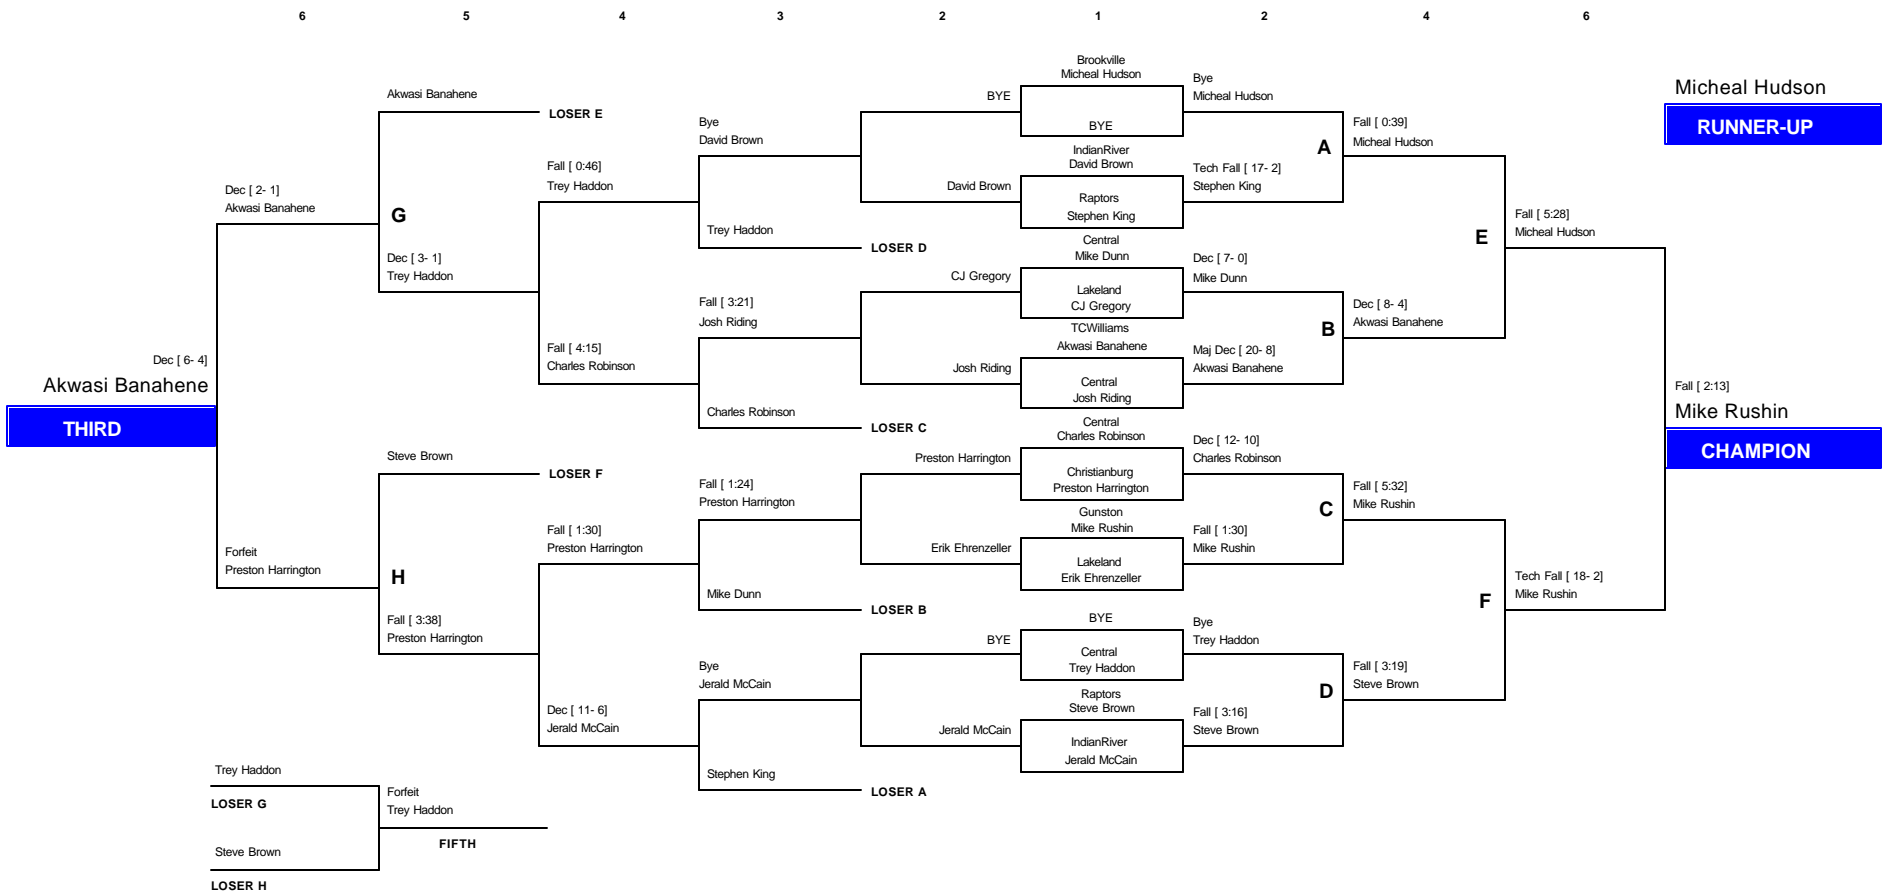 6 5 4 3 2 1 2 4 6
Akwasi Banahene
LOSER E
Dec [ 2- 1]
Akwasi Banahene
G
Dec [ 3- 1]
Trey Haddon
Dec [ 6- 4]
Akwasi Banahene
THIRD
Steve Brown
LOSER F
Forfeit
Preston Harrington
H
Fall [ 3:38]
Preston Harrington
Trey Haddon
LOSER G
Forfeit
Trey Haddon
FIFTH
Steve Brown
LOSER H
Fall [ 0:46]
Trey Haddon
Fall [ 4:15]
Charles Robinson
Fall [ 1:30]
Preston Harrington
Dec [ 11- 6]
Jerald McCain
Bye
David Brown
Trey Haddon
LOSER D
Fall [ 3:21]
Josh Riding
Charles Robinson
LOSER C
Fall [ 1:24]
Preston Harrington
Mike Dunn
LOSER B
Bye
Jerald McCain
Stephen King
LOSER A
BYE
David Brown
CJ Gregory
Josh Riding
Preston Harrington
Erik Ehrenzeller
BYE
Jerald McCain
Brookville
Micheal Hudson
BYE
IndianRiver
David Brown
Raptors
Stephen King
Central
Mike Dunn
Lakeland
CJ Gregory
TCWilliams
Akwasi Banahene
Central
Josh Riding
Central
Charles Robinson
Christianburg
Preston Harrington
Gunston
Mike Rushin
Lakeland
Erik Ehrenzeller
BYE
Central
Trey Haddon
Raptors
Steve Brown
IndianRiver
Jerald McCain
Bye
Micheal Hudson
A
Tech Fall [ 17- 2]
Stephen King
Dec [ 7- 0]
Mike Dunn
B
Maj Dec [ 20- 8]
Akwasi Banahene
Dec [ 12- 10]
Charles Robinson
C
Fall [ 1:30]
Mike Rushin
Bye
Trey Haddon
D
Fall [ 3:16]
Steve Brown
Fall [ 0:39]
Micheal Hudson
E
Dec [ 8- 4]
Akwasi Banahene
Fall [ 5:32]
Mike Rushin
F
Fall [ 3:19]
Steve Brown
Fall [ 5:28]
Micheal Hudson
Tech Fall [ 18- 2]
Mike Rushin
Micheal Hudson
RUNNER-UP
Fall [ 2:13]
Mike Rushin
CHAMPION